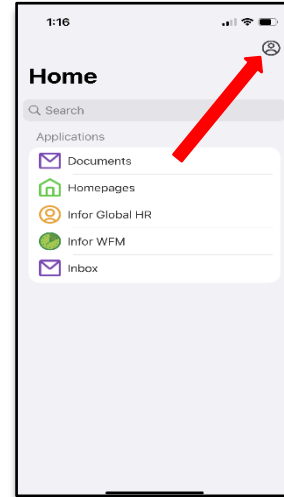 1:16
Home
Search
Applications
Documents
Homepages
Infor Global HR
Infor WFM
Inbox